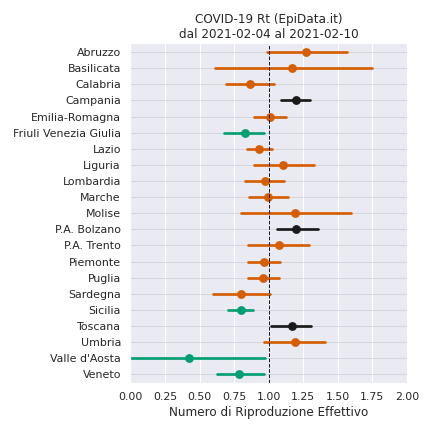 COVID-19 Rt (EpiData.it)
dal 2021-02-04 al 2021-02-10
Abruzzo
Basilicata
Calabria
Campania
Emilia-Romagna
Friuli Venezia Giulia
Lazio
Liguria
Lombardia
Marche
Molise
P.A. Bolzano
P.A. Trento
Piemonte
Puglia
Sardegna
Sicilia
Toscana
Umbria
Valle d'Aosta
Veneto
0.00 0.25 0.50 0.75 1.00 1.25 1.50 1.75 2.00
Numero di Riproduzione Effettivo